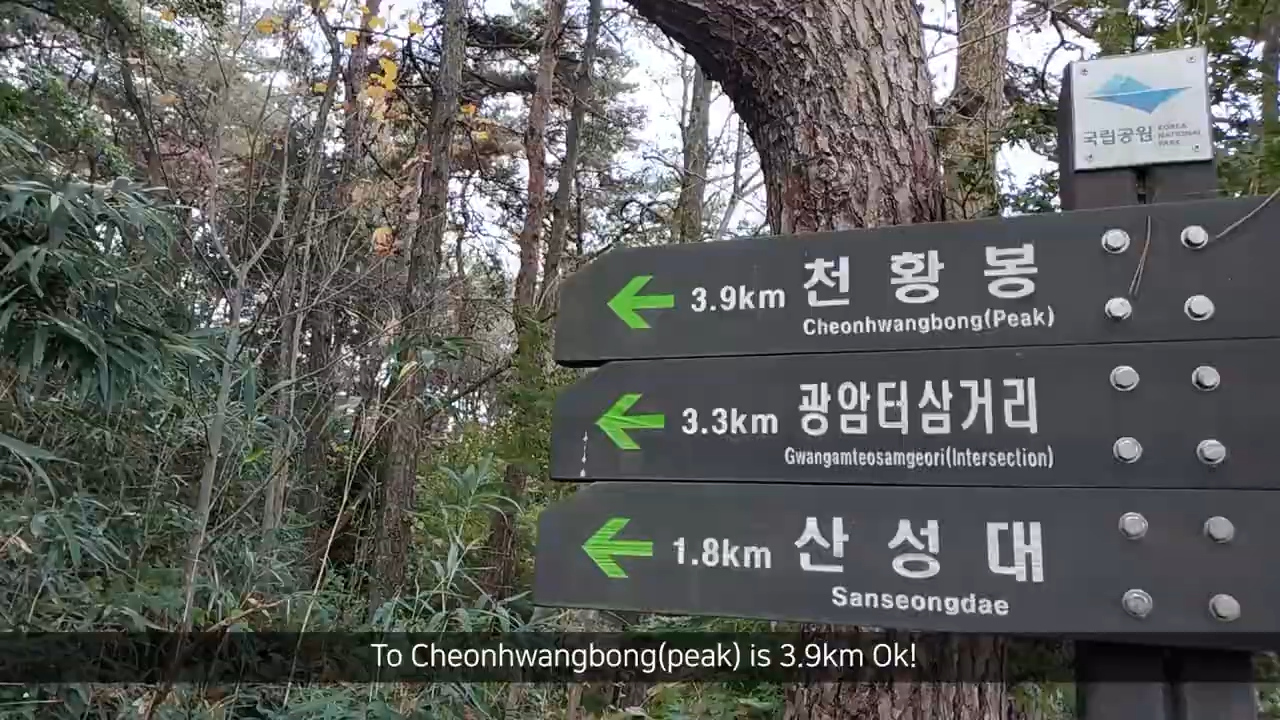 국립공원 KOREA NATIONAL PARK
3.9km 천황봉
Cheonhwangbong(Peak)
3.3km 광암터삼거리
Gwangamteosamgeori(Intersection)
1.8km 산성대
Sanseongdae
To Cheonhwangbong(peak) is 3.9km Ok!